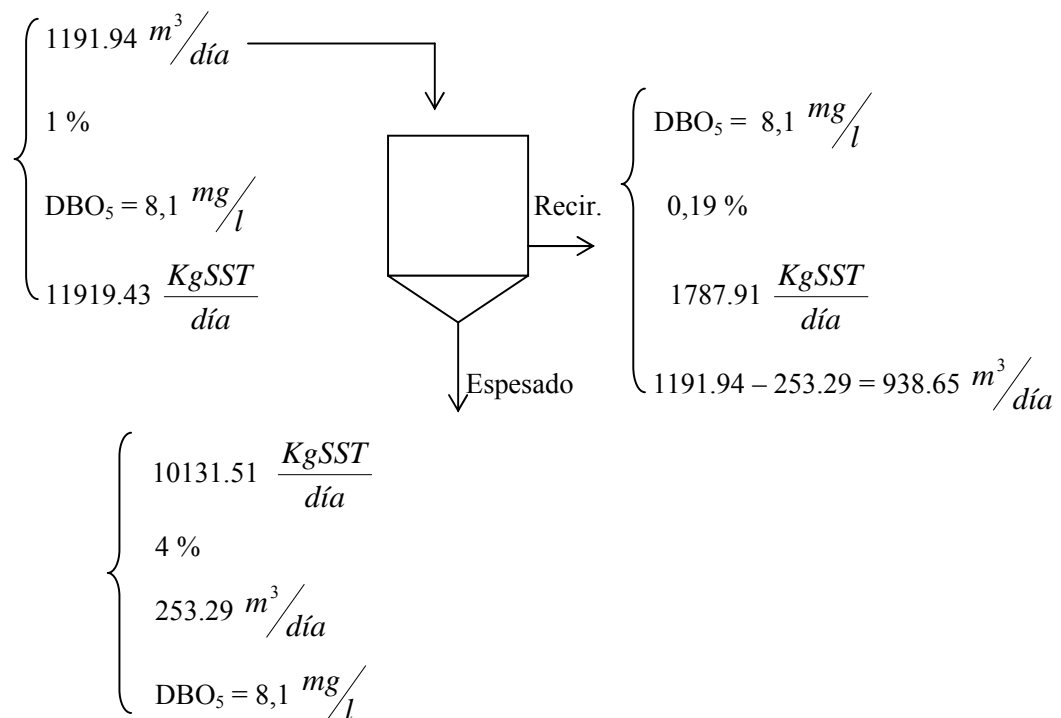 1191.94 m³/día
1 %
DBO₅ = 8,1 mg/l
11919.43 KgSST/día
Recir.
DBO₅ = 8,1 mg/l
0,19 %
1787.91 KgSST/día
1191.94 – 253.29 = 938.65 m³/día
Espesado
10131.51 KgSST/día
4 %
253.29 m³/día
DBO₅ = 8,1 mg/l